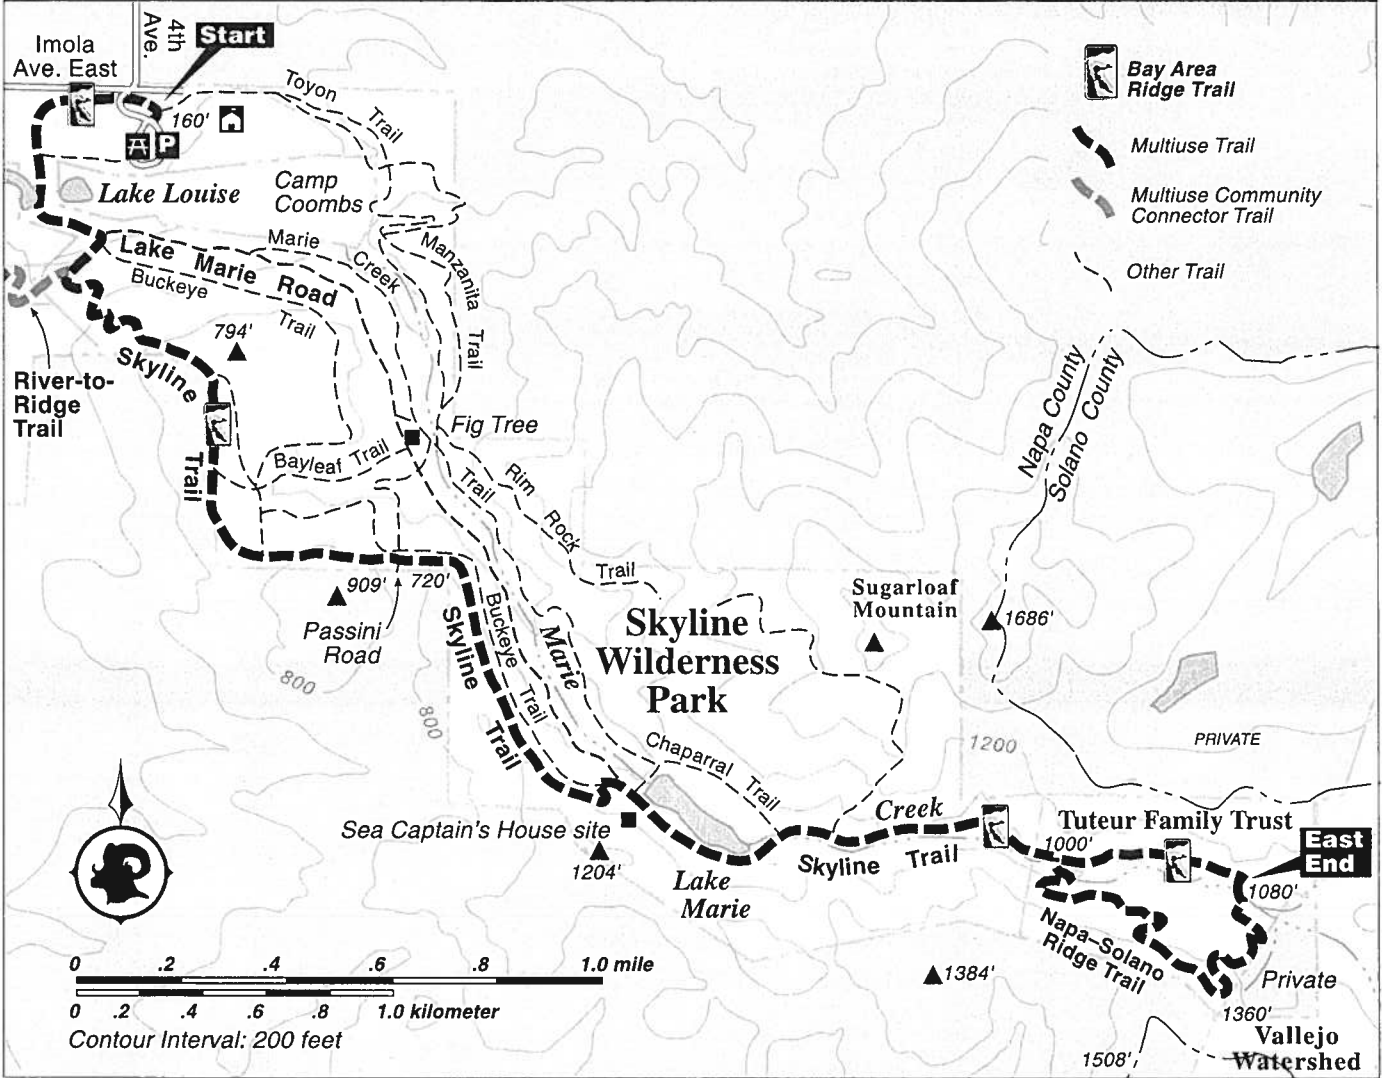 Imola
Ave. East
4th
Ave.
Start
160'
P
Toyon
Trail
Lake Louise
Camp
Coombs
Marie
Creek
Manzanita
Trail
Lake Marie Road
Buckeye
Trail
794'
Skyline
Trail
River-to-
Ridge
Trail
Fig Tree
Bayleaf Trail
Trail
Rim
Rock
Trail
909'
720'
Passini
Road
Skyline
Trail
Buckeye
Trail
Marie
Skyline
Wilderness
Park
Sugarloaf
Mountain
1686'
800
800
1200
Chaparral
Trail
Sea Captain's House site
1204'
Lake
Marie
Creek
Skyline Trail
1000'
Tuteur Family Trust
East
End
1080'
Napa–Solano
Ridge Trail
1384'
1360'
Private
PRIVATE
Vallejo
Watershed
1508'
Napa County
Solano County
Bay Area
Ridge Trail
Multiuse Trail
Multiuse Community
Connector Trail
Other Trail
0 .2 .4 .6 .8 1.0 mile
0 .2 .4 .6 .8 1.0 kilometer
Contour Interval: 200 feet